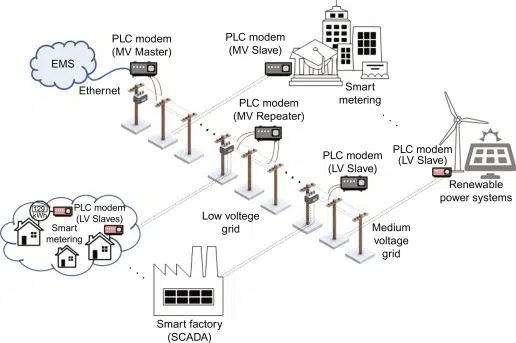 PLC modem
(MV Master)
PLC modem
(MV Slave)
EMS
Ethernet
Smart
metering
PLC modem
(MV Repeater)
PLC modem
(LV Slave)
PLC modem
(LV Slave)
Renewable
power systems
129
kWh
PLC modem
(LV Slaves)
Smart
metering
Low voltege
grid
Medium
voltage
grid
Smart factory
(SCADA)